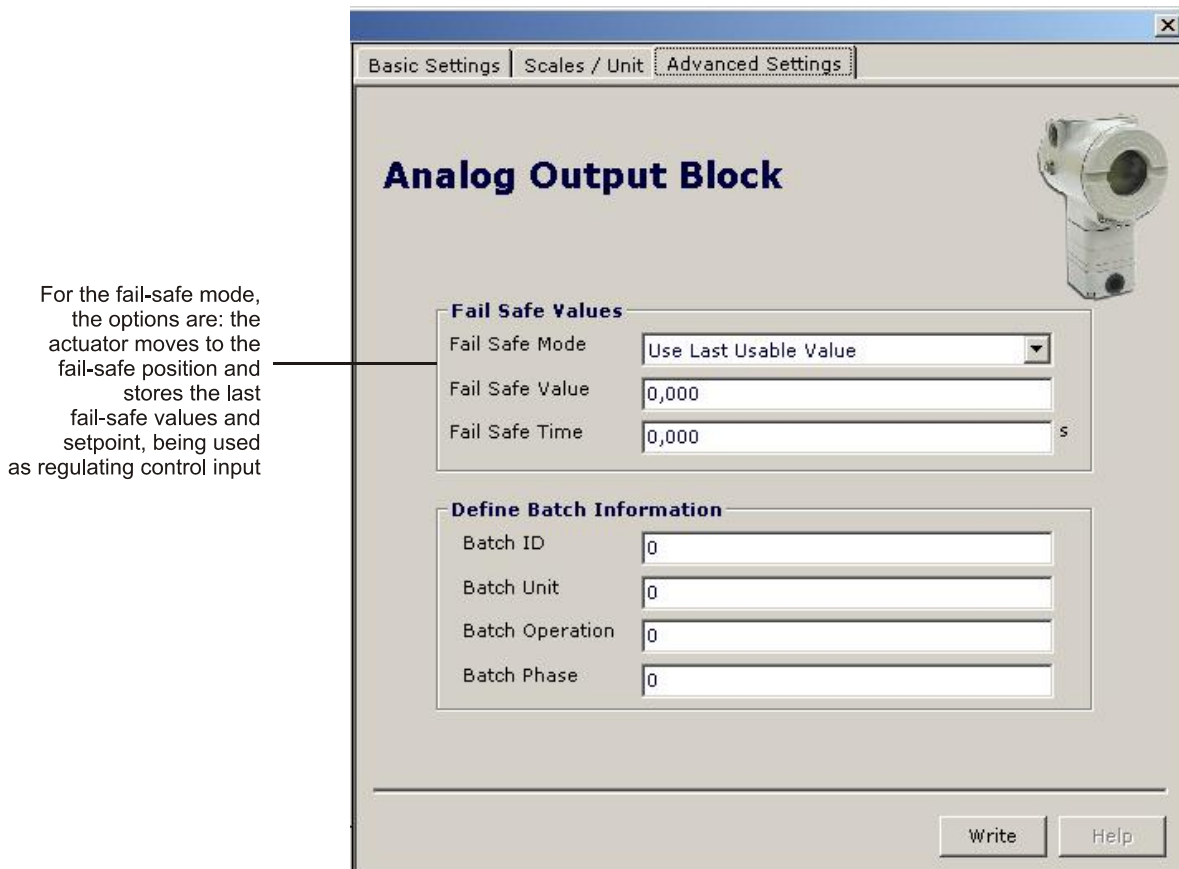 Basic Settings
Scales / Unit
Advanced Settings
Analog Output Block
For the fail-safe mode,
the options are: the
actuator moves to the
fail-safe position and
stores the last
fail-safe values and
setpoint, being used
as regulating control input
Fail Safe Values
Fail Safe Mode
Use Last Usable Value
Fail Safe Value
0,000
Fail Safe Time
0,000
s
Define Batch Information
Batch ID
0
Batch Unit
0
Batch Operation
0
Batch Phase
0
Write
Help